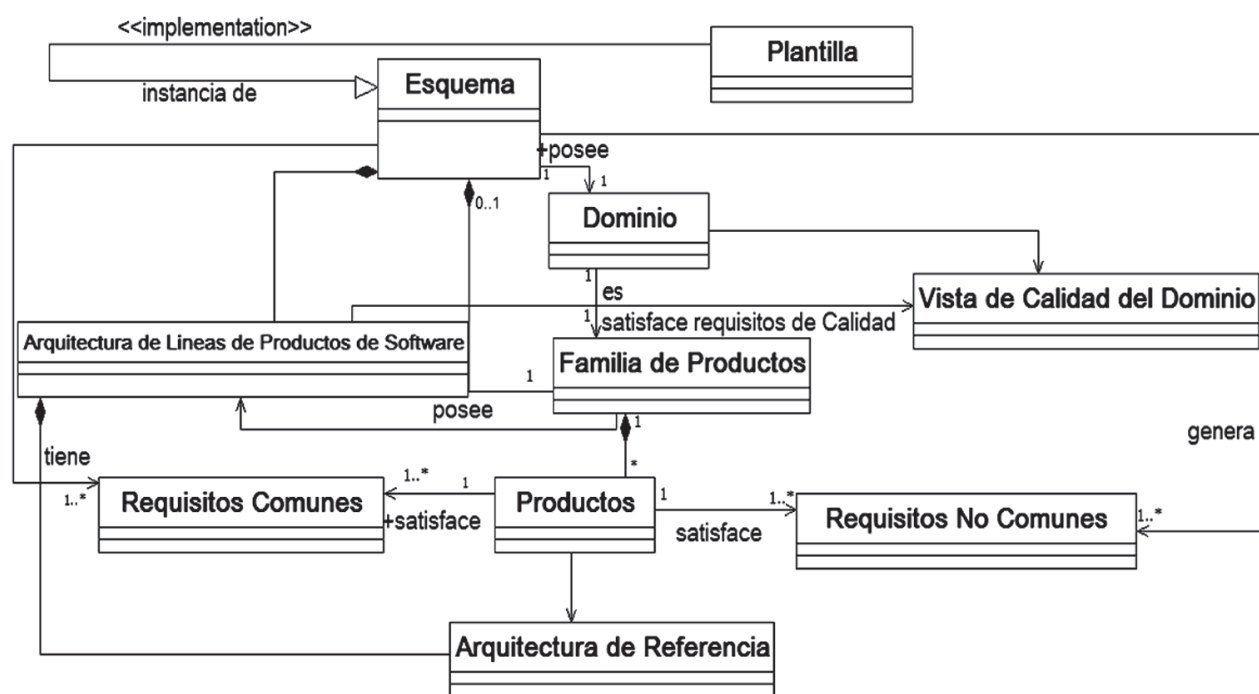 <<implementation>>
Plantilla
instancia de
Esquema
+posee
1
1
0..1
Dominio
1
es
1
satisface requisitos de Calidad
Vista de Calidad del Dominio
Arquitectura de Lineas de Productos de Software
Familia de Productos
1
posee
1
*
genera
tiene
1..*
Requisitos Comunes
1..*
1
+satisface
Productos
1
satisface
1..*
Requisitos No Comunes
1..*
Arquitectura de Referencia